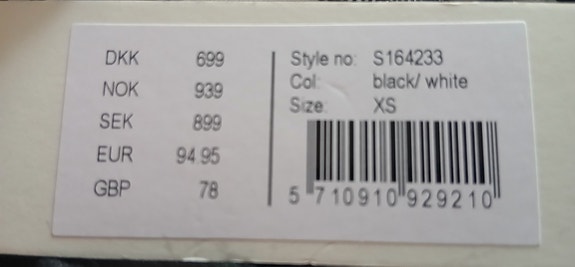 DKK 699
NOK 939
SEK 899
EUR 94.95
GBP 78
Style no: S164233
Col: black/ white
Size: XS
5 710910 929210